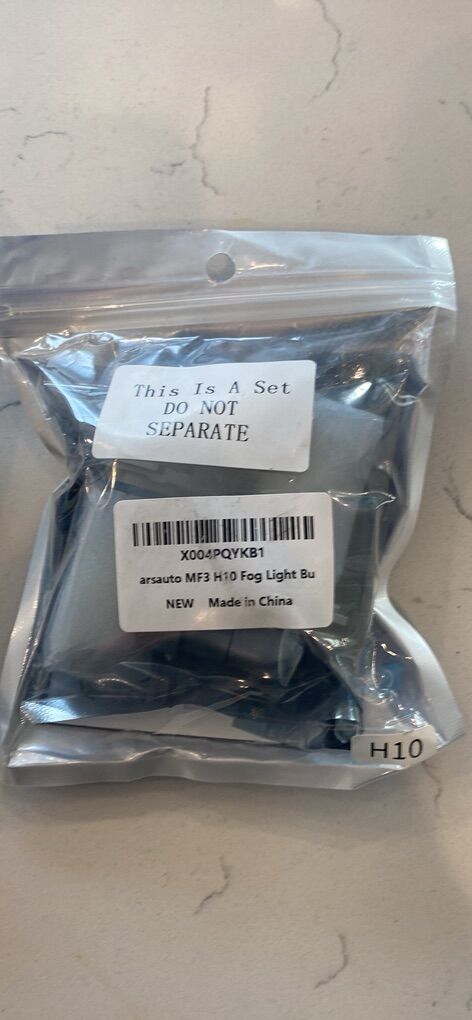 This Is A Set
DO NOT
SEPARATE
X004PQYKB1
arsauto MF3 H10 Fog Light Bu
NEW Made in China
H10